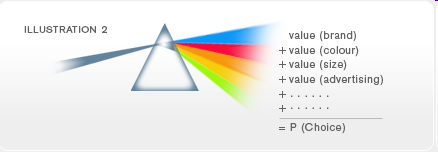 ILLUSTRATION 2
value (brand)
+ value (colour)
+ value (size)
+ value (advertising)
+ . . . . . .
+ . . . . . .
= P (Choice)